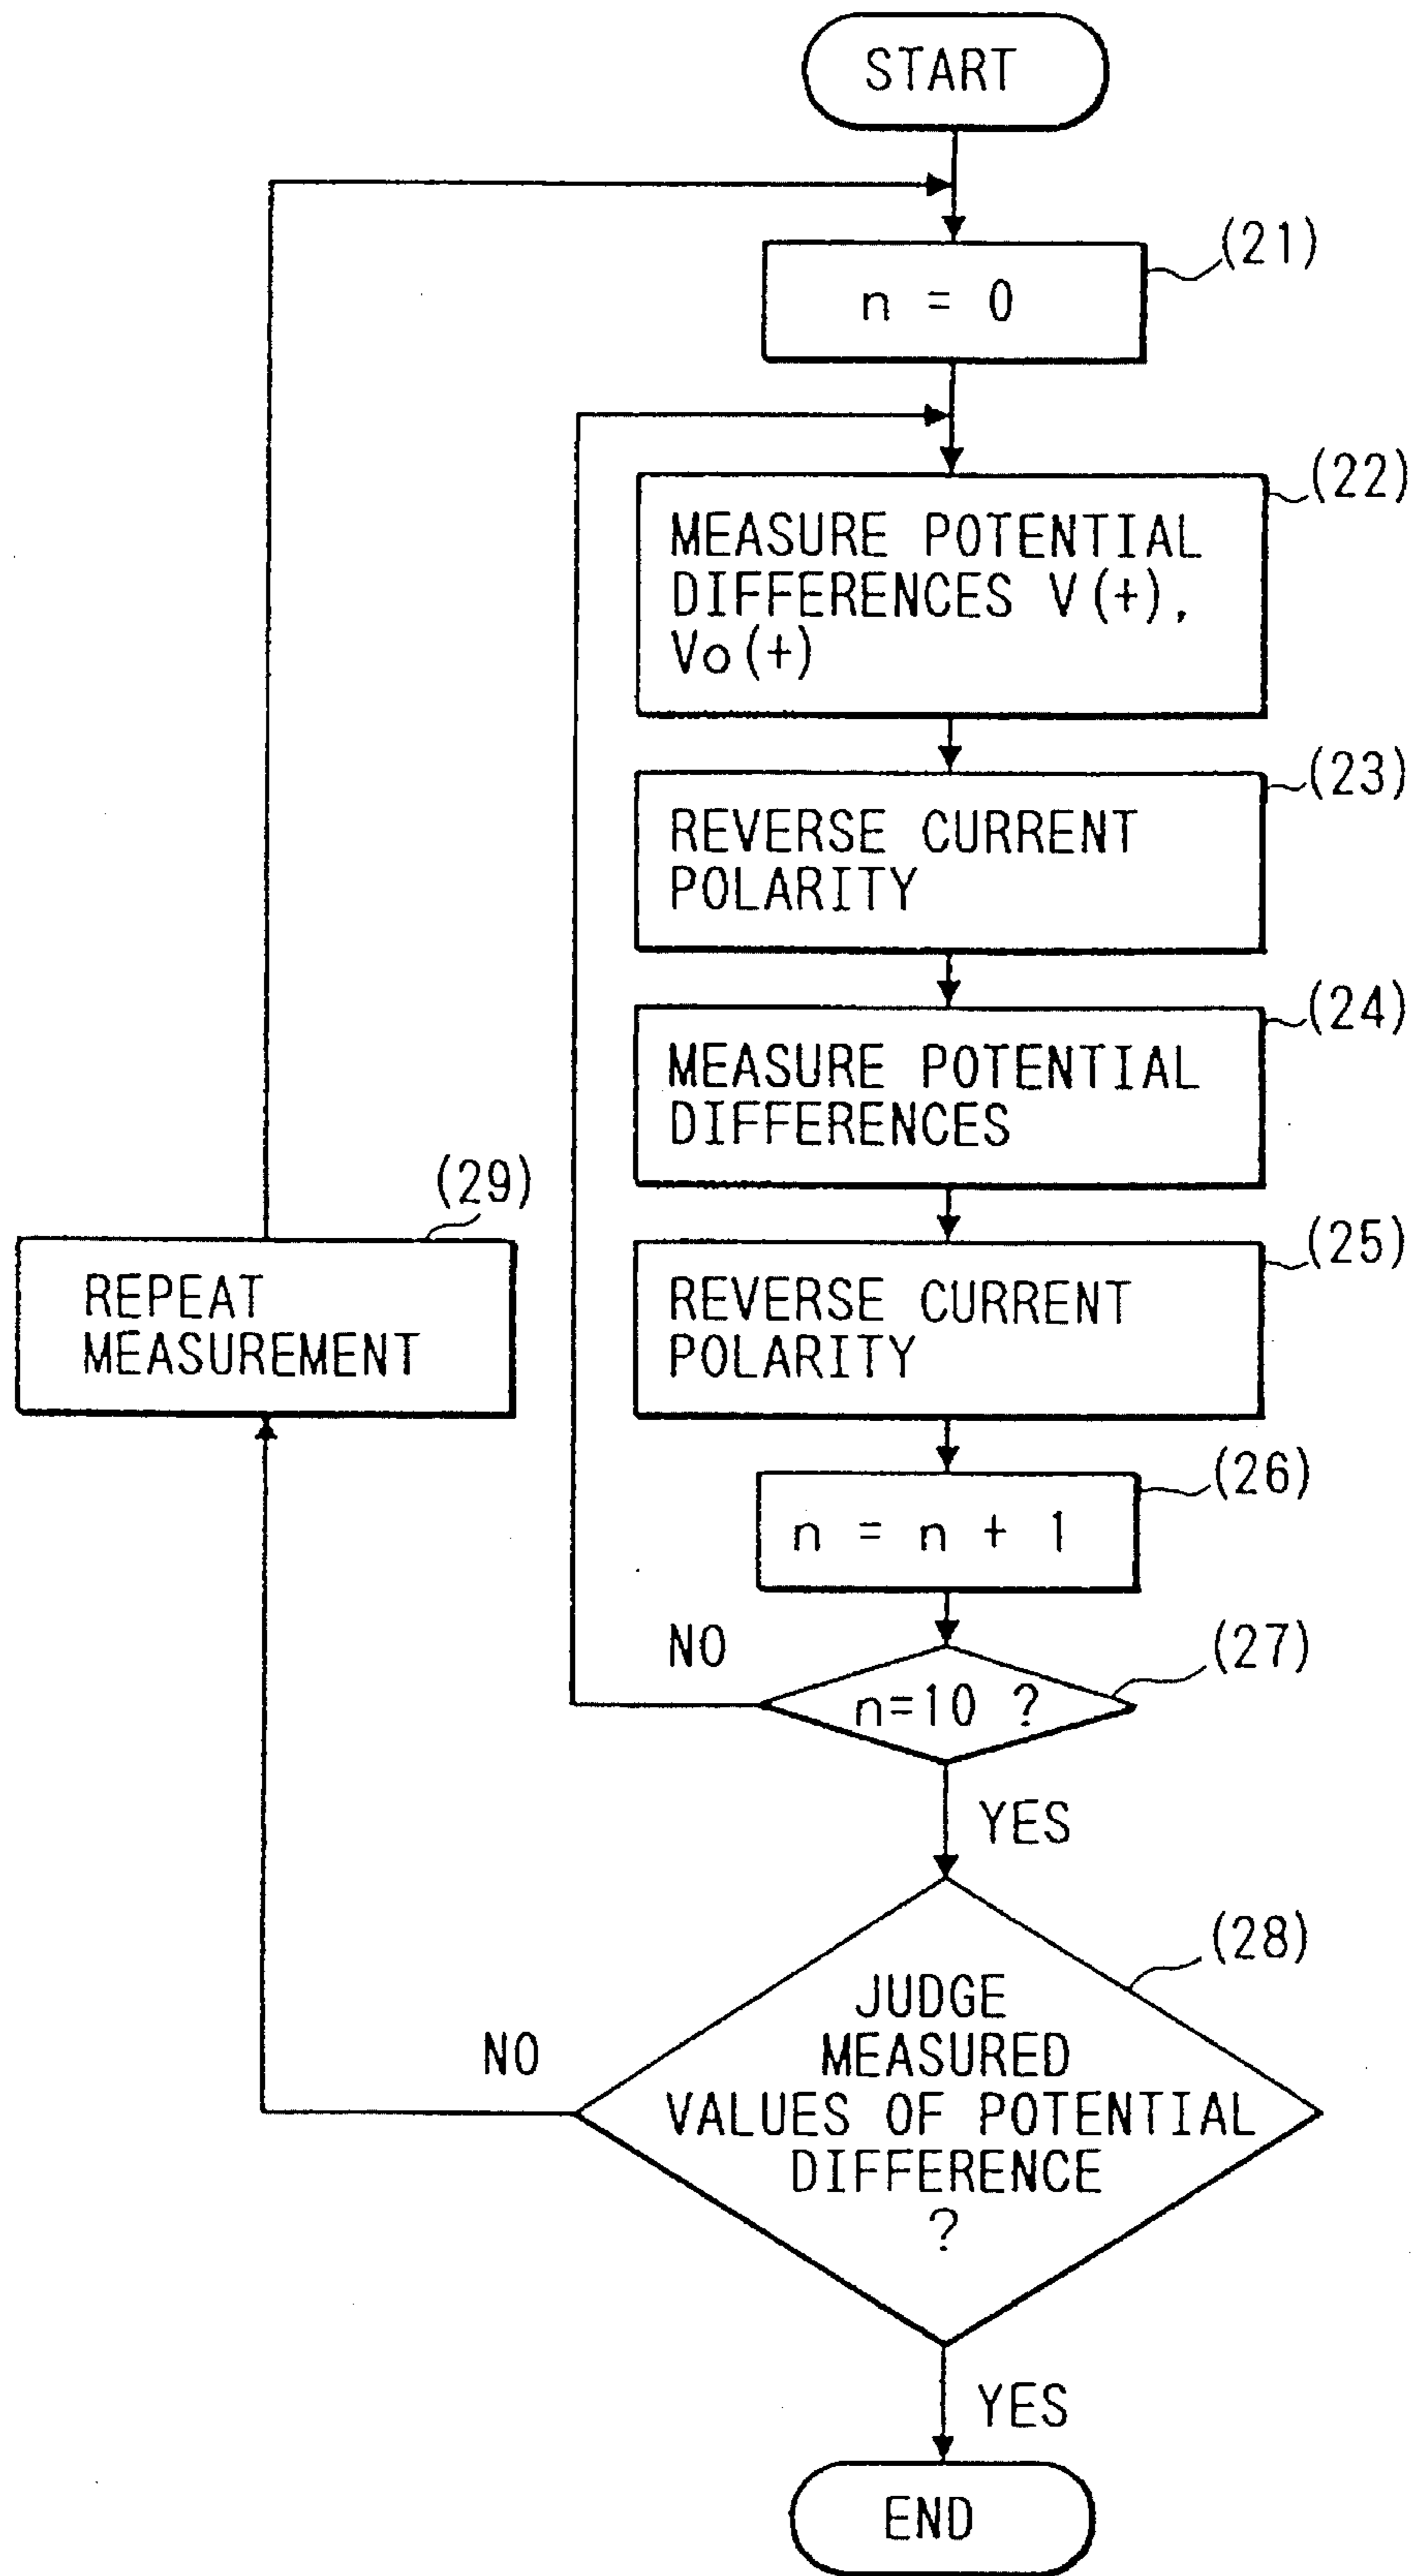 START
(21)
n = 0
(22)
MEASURE POTENTIAL
DIFFERENCES V(+),
Vo(+)
(23)
REVERSE CURRENT
POLARITY
(24)
MEASURE POTENTIAL
DIFFERENCES
(29)
REPEAT
MEASUREMENT
(25)
REVERSE CURRENT
POLARITY
(26)
n = n + 1
(27)
NO
n=10 ?
YES
(28)
NO
JUDGE
MEASURED
VALUES OF POTENTIAL
DIFFERENCE
?
YES
END